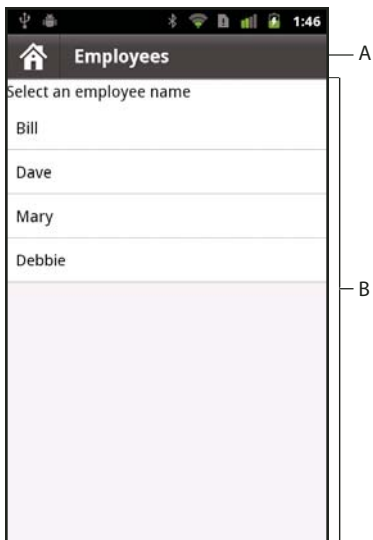 1:46
Employees
A
Select an employee name
Bill
Dave
Mary
Debbie
B